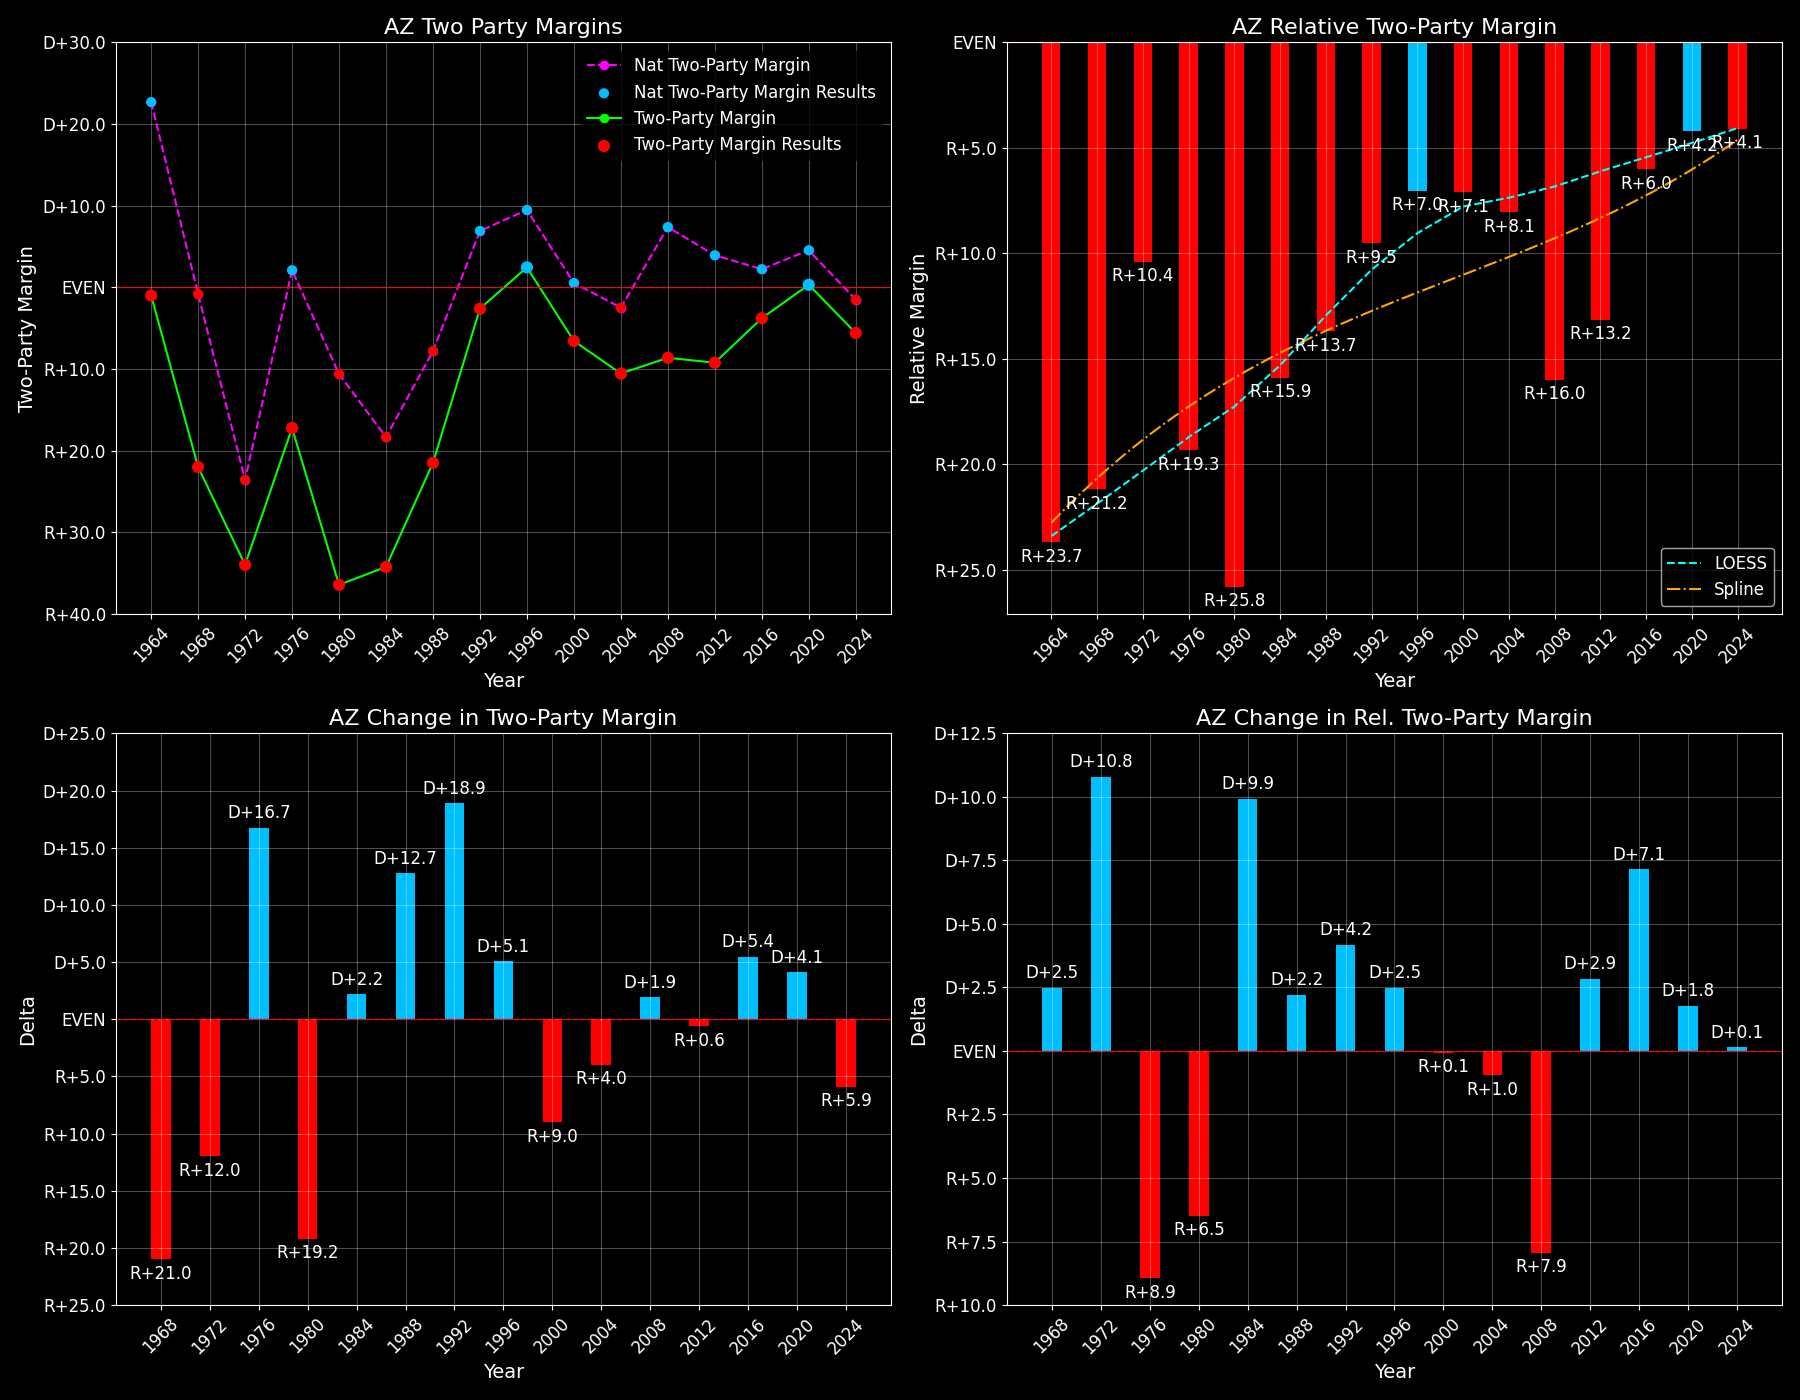 AZ Two Party Margins
D+30.0
D+20.0
D+10.0
EVEN
R+10.0
R+20.0
R+30.0
R+40.0
Two-Party Margin
Nat Two-Party Margin
Nat Two-Party Margin Results
Two-Party Margin
Two-Party Margin Results
1964
1968
1972
1976
1980
1984
1988
1992
1996
2000
2004
2008
2012
2016
2020
2024
Year
AZ Relative Two-Party Margin
EVEN
R+5.0
R+10.0
R+15.0
R+20.0
R+25.0
Relative Margin
R+23.7
R+21.2
R+10.4
R+19.3
R+25.8
R+15.9
R+13.7
R+9.5
R+7.0
R+7.1
R+8.1
R+16.0
R+13.2
R+6.0
R+4.2
R+4.1
LOESS
Spline
1964
1968
1972
1976
1980
1984
1988
1992
1996
2000
2004
2008
2012
2016
2020
2024
Year
AZ Change in Two-Party Margin
D+25.0
D+20.0
D+15.0
D+10.0
D+5.0
EVEN
R+5.0
R+10.0
R+15.0
R+20.0
R+25.0
Delta
R+21.0
R+12.0
D+16.7
R+19.2
D+2.2
D+12.7
D+18.9
D+5.1
R+9.0
R+4.0
D+1.9
R+0.6
D+5.4
D+4.1
R+5.9
1968
1972
1976
1980
1984
1988
1992
1996
2000
2004
2008
2012
2016
2020
2024
Year
AZ Change in Rel. Two-Party Margin
D+12.5
D+10.0
D+7.5
D+5.0
D+2.5
EVEN
R+2.5
R+5.0
R+7.5
R+10.0
Delta
D+2.5
D+10.8
R+8.9
R+6.5
D+9.9
D+2.2
D+4.2
D+2.5
R+0.1
R+1.0
R+7.9
D+2.9
D+7.1
D+1.8
D+0.1
1968
1972
1976
1980
1984
1988
1992
1996
2000
2004
2008
2012
2016
2020
2024
Year